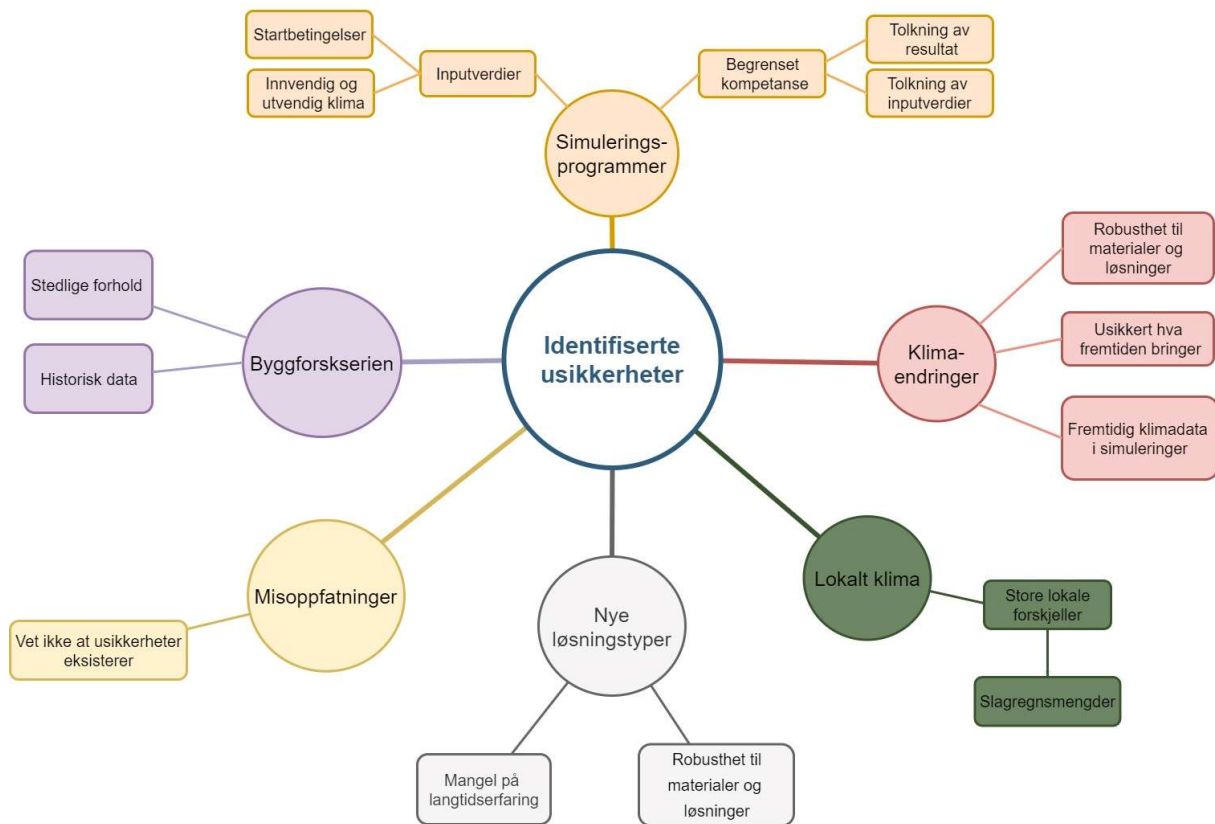 Startbetingelser
Innvendig og
utvendig klima
Inputverdier
Begrenset
kompetanse
Tolkning av
resultat
Tolkning av
inputverdier
Simulerings-
programmer
Stedlige forhold
Historisk data
Byggforskserien
Identifiserte
usikkerheter
Klima-
endringer
Robusthet til
materialer og
løsninger
Usikkert hva
fremtiden bringer
Fremtidig klimadata
i simuleringer
Misoppfatninger
Vet ikke at usikkerheter
eksisterer
Nye
løsningstyper
Mangel på
langtidserfaring
Robusthet til
materialer og
løsninger
Lokalt klima
Store lokale
forskjeller
Slagregnsmengder